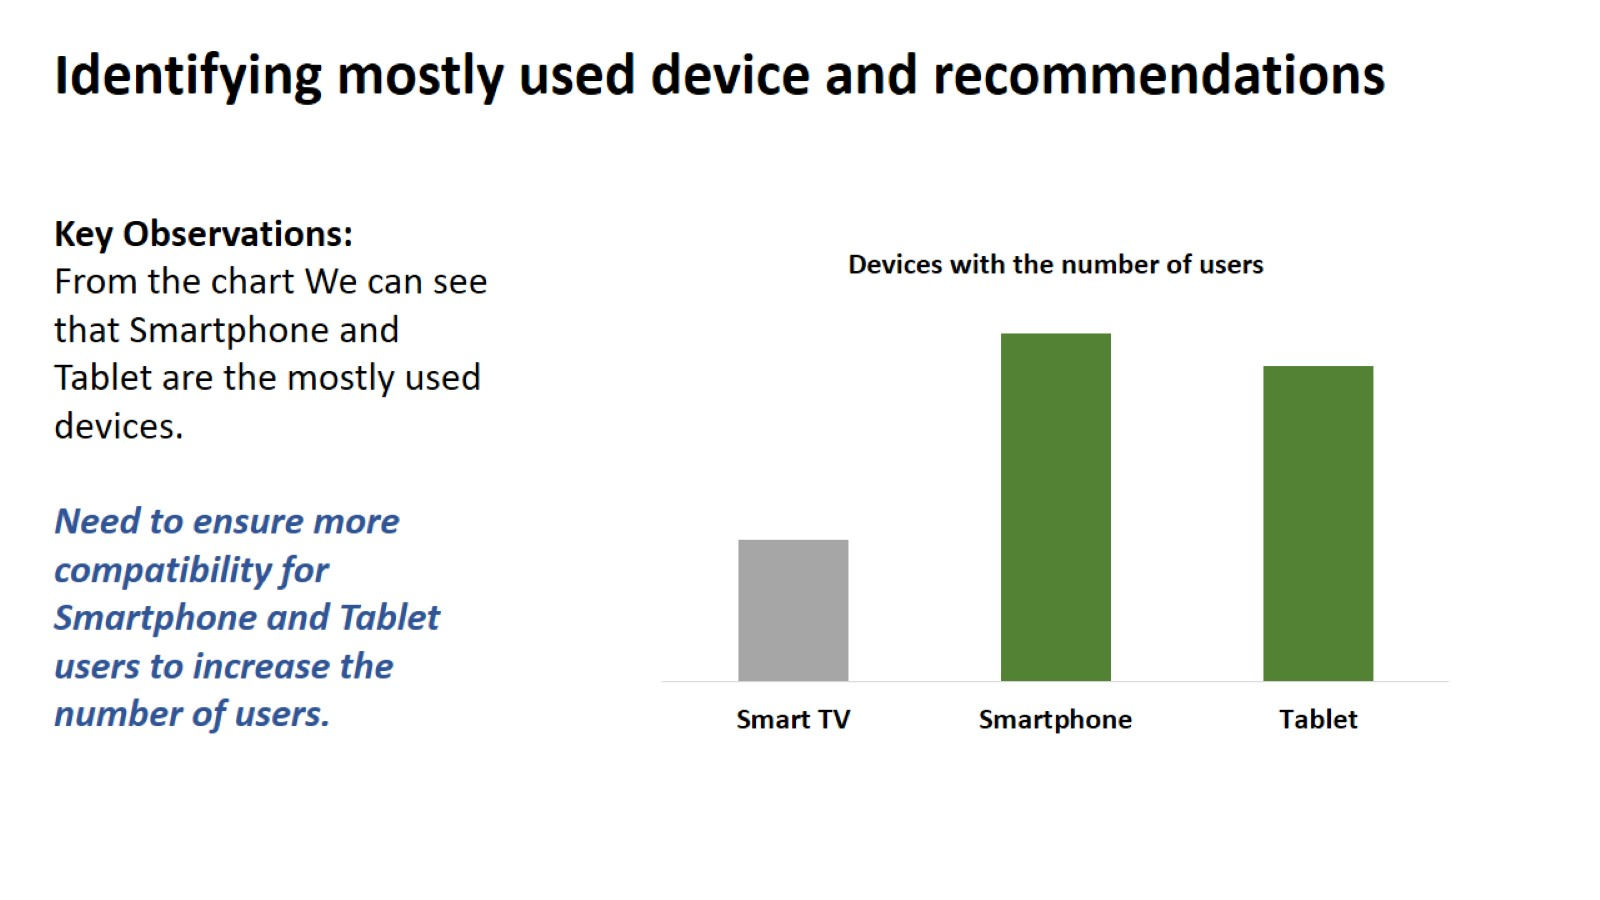 Identifying mostly used device and recommendations
Key Observations:
From the chart We can see
that Smartphone and
Tablet are the mostly used
devices.
Need to ensure more
compatibility for
Smartphone and Tablet
users to increase the
number of users.
Devices with the number of users
Smart TV
Smartphone
Tablet